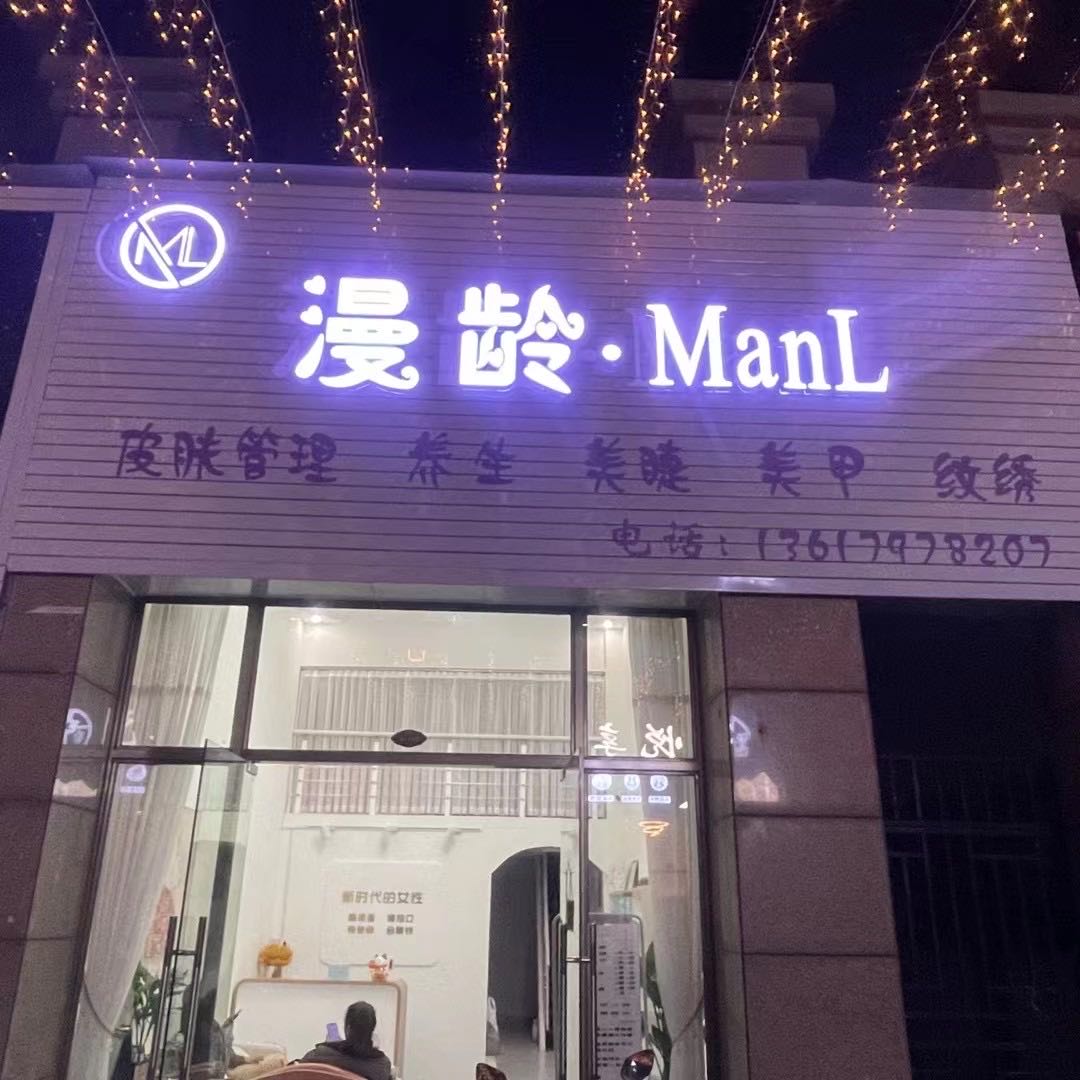 ML
漫龄·ManL
皮肤管理 养生 美睫 美甲 纹绣
电话:13617978207
新时代的女性